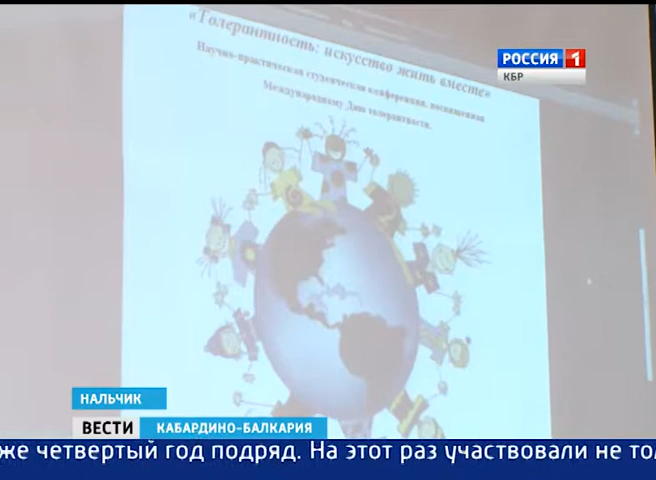 «Толерантность: искусство жить вместе»
Научно-практическая студенческая конференция, посвященная
Международному Дню толерантности.
РОССИЯ 1
КБР
НАЛЬЧИК
ВЕСТИ КАБАРДИНО-БАЛКАРИЯ
же четвертый год подряд. На этот раз участвовали не тол